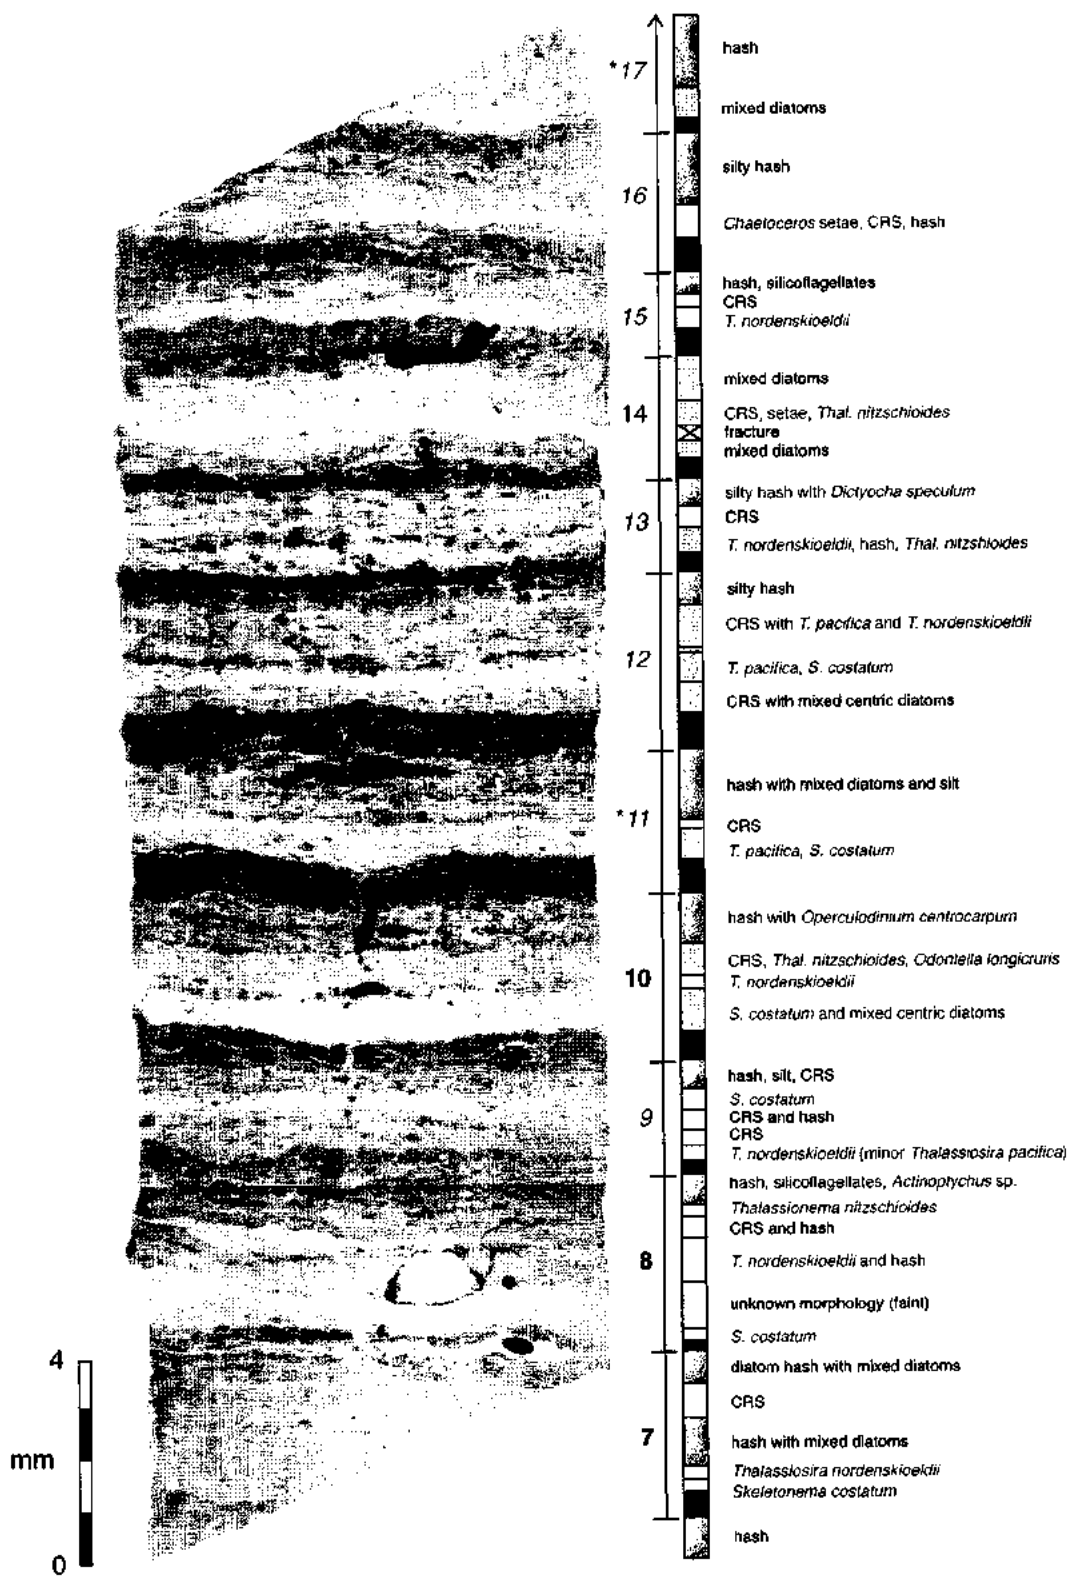 hash
*17
mixed diatoms
silty hash
16
Chaetoceros setae, CRS, hash
hash, silicoflagellates
CRS
15
T. nordenskioeldii
mixed diatoms
14
CRS, setae, Thal. nitzschioides
fracture
mixed diatoms
silty hash with Dictyocha speculum
13
CRS
T. nordenskioeldii, hash, Thal. nitzshioides
silty hash
CRS with T. pacifica and T. nordenskioeldii
12
T. pacifica, S. costatum
CRS with mixed centric diatoms
hash with mixed diatoms and silt
*11
CRS
T. pacifica, S. costatum
hash with Operculodinium centrocarpum
10
CRS, Thal. nitzschioides, Odontella longicruris
T. nordenskioeldii
S. costatum and mixed centric diatoms
hash, silt, CRS
S. costatum
9
CRS and hash
CRS
T. nordenskioeldii (minor Thalassiosira pacifica)
hash, silicoflagellates, Actinoptychus sp.
Thalassionema nitzschioides
CRS and hash
8
T. nordenskioeldii and hash
unknown morphology (faint)
S. costatum
4
diatom hash with mixed diatoms
CRS
7
hash with mixed diatoms
mm
Thalassiosira nordenskioeldii
Skeletonema costatum
hash
0